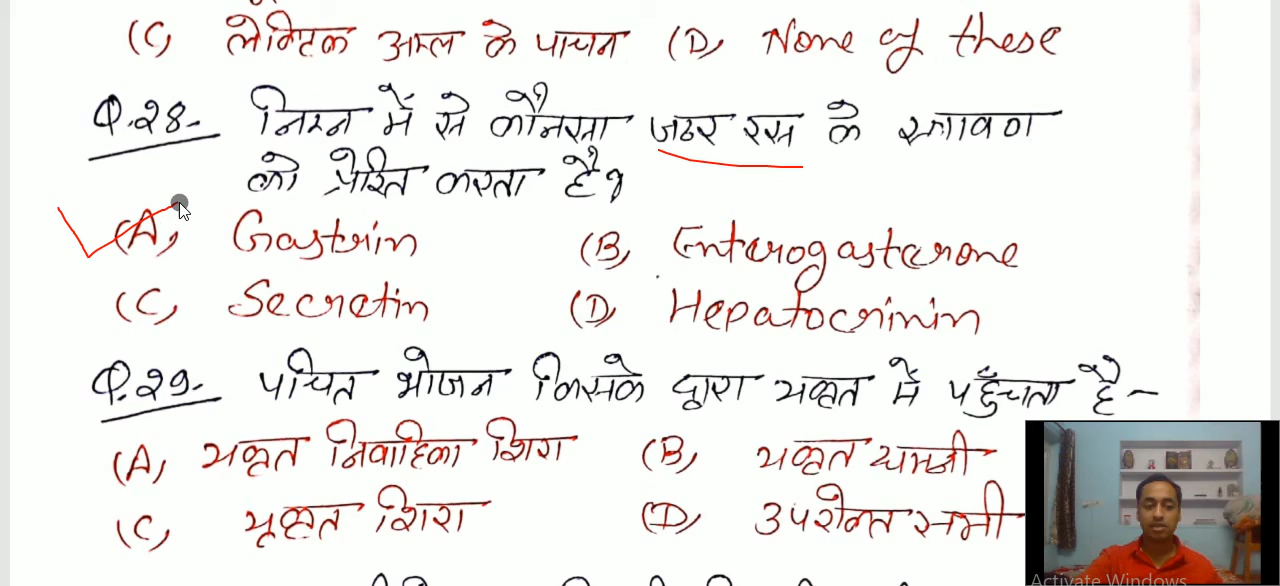 (C) लैक्टिक अम्ल के पाचन (D) None of these
Q.28- निम्न में से कौनसा जठर रस के स्त्रावण
को प्रेरित करता है?
(A) Gastrin (B) Enterogasterone
(C) Secretin (D) Hepatocrinin
Q.29- पचित भोजन किसके द्वारा यकृत में पहुँचता है -
(A) यकृत निवाहिका शिरा (B) यकृत धमनी
(C) यकृत शिरा (D) उपरोक्त सभी
Activate Windows